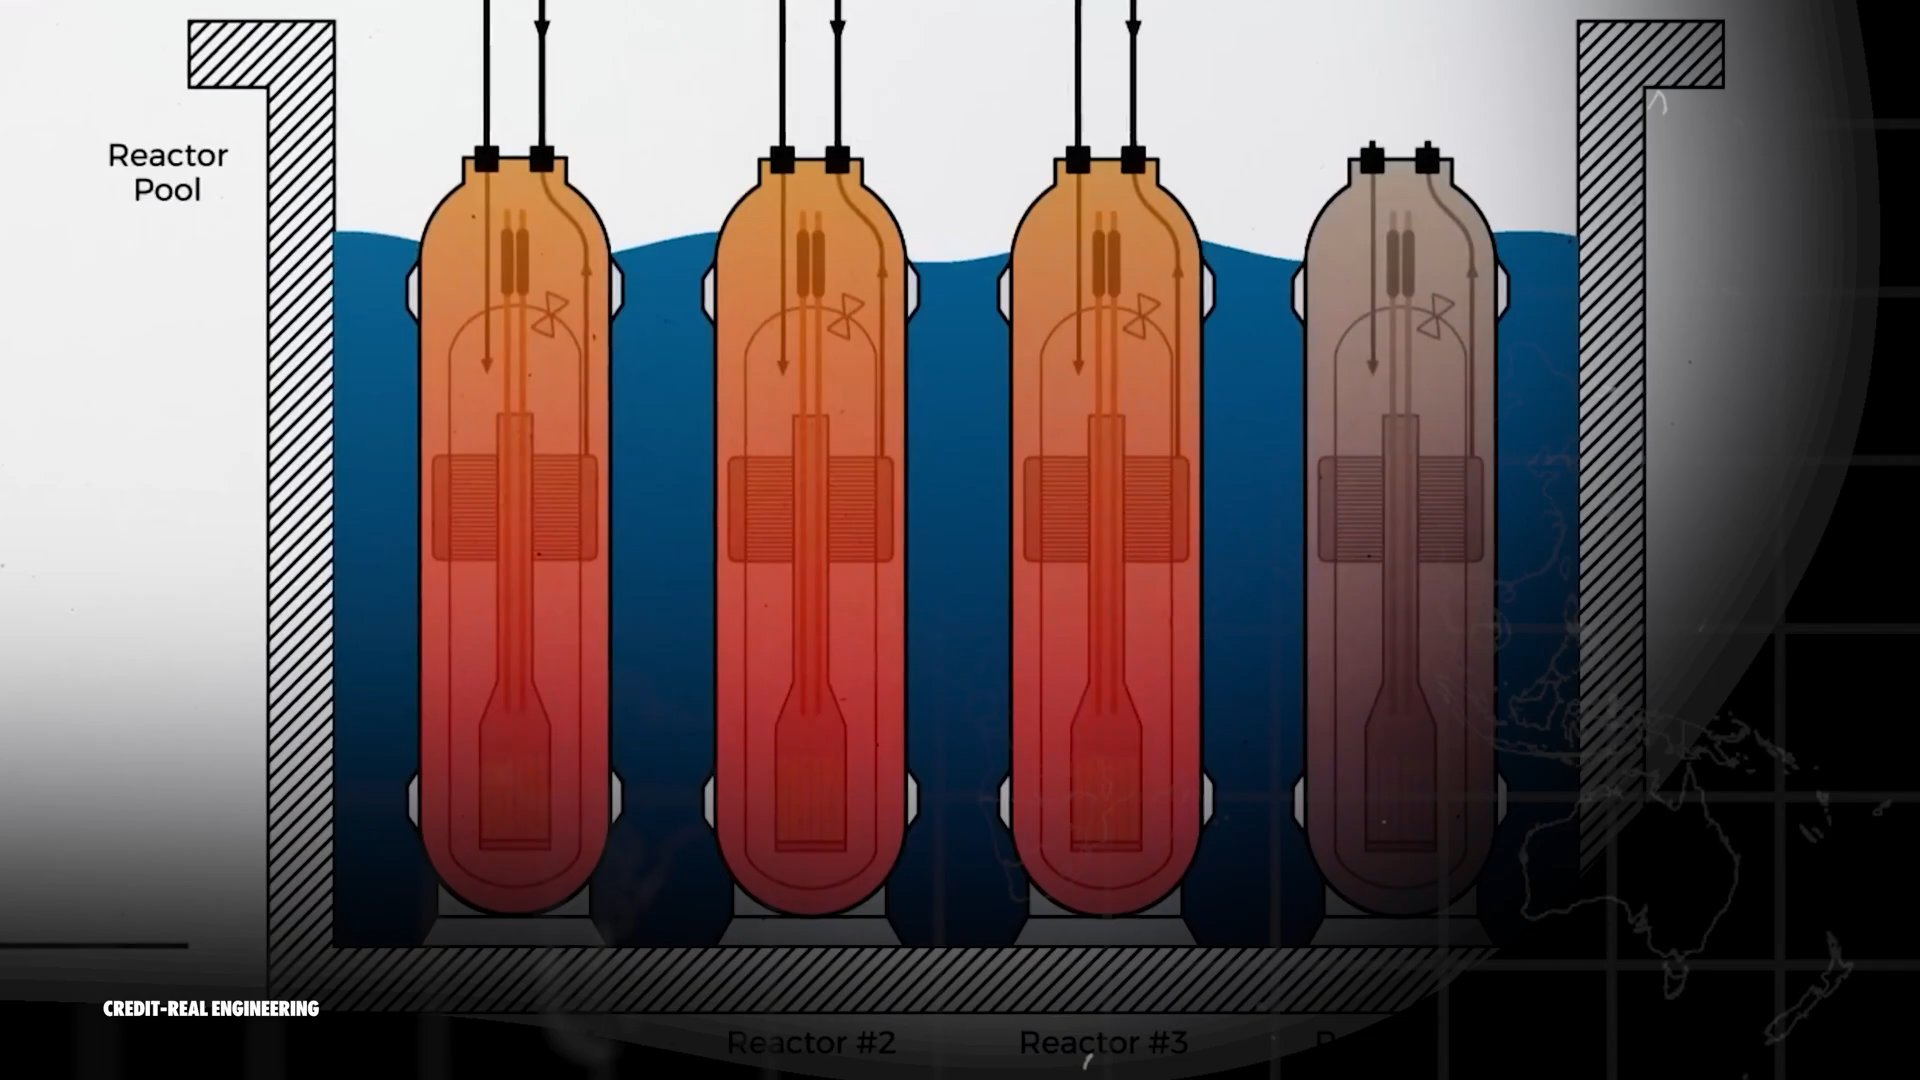 Reactor
Pool
CREDIT-REAL ENGINEERING
Reactor #2
Reactor #3